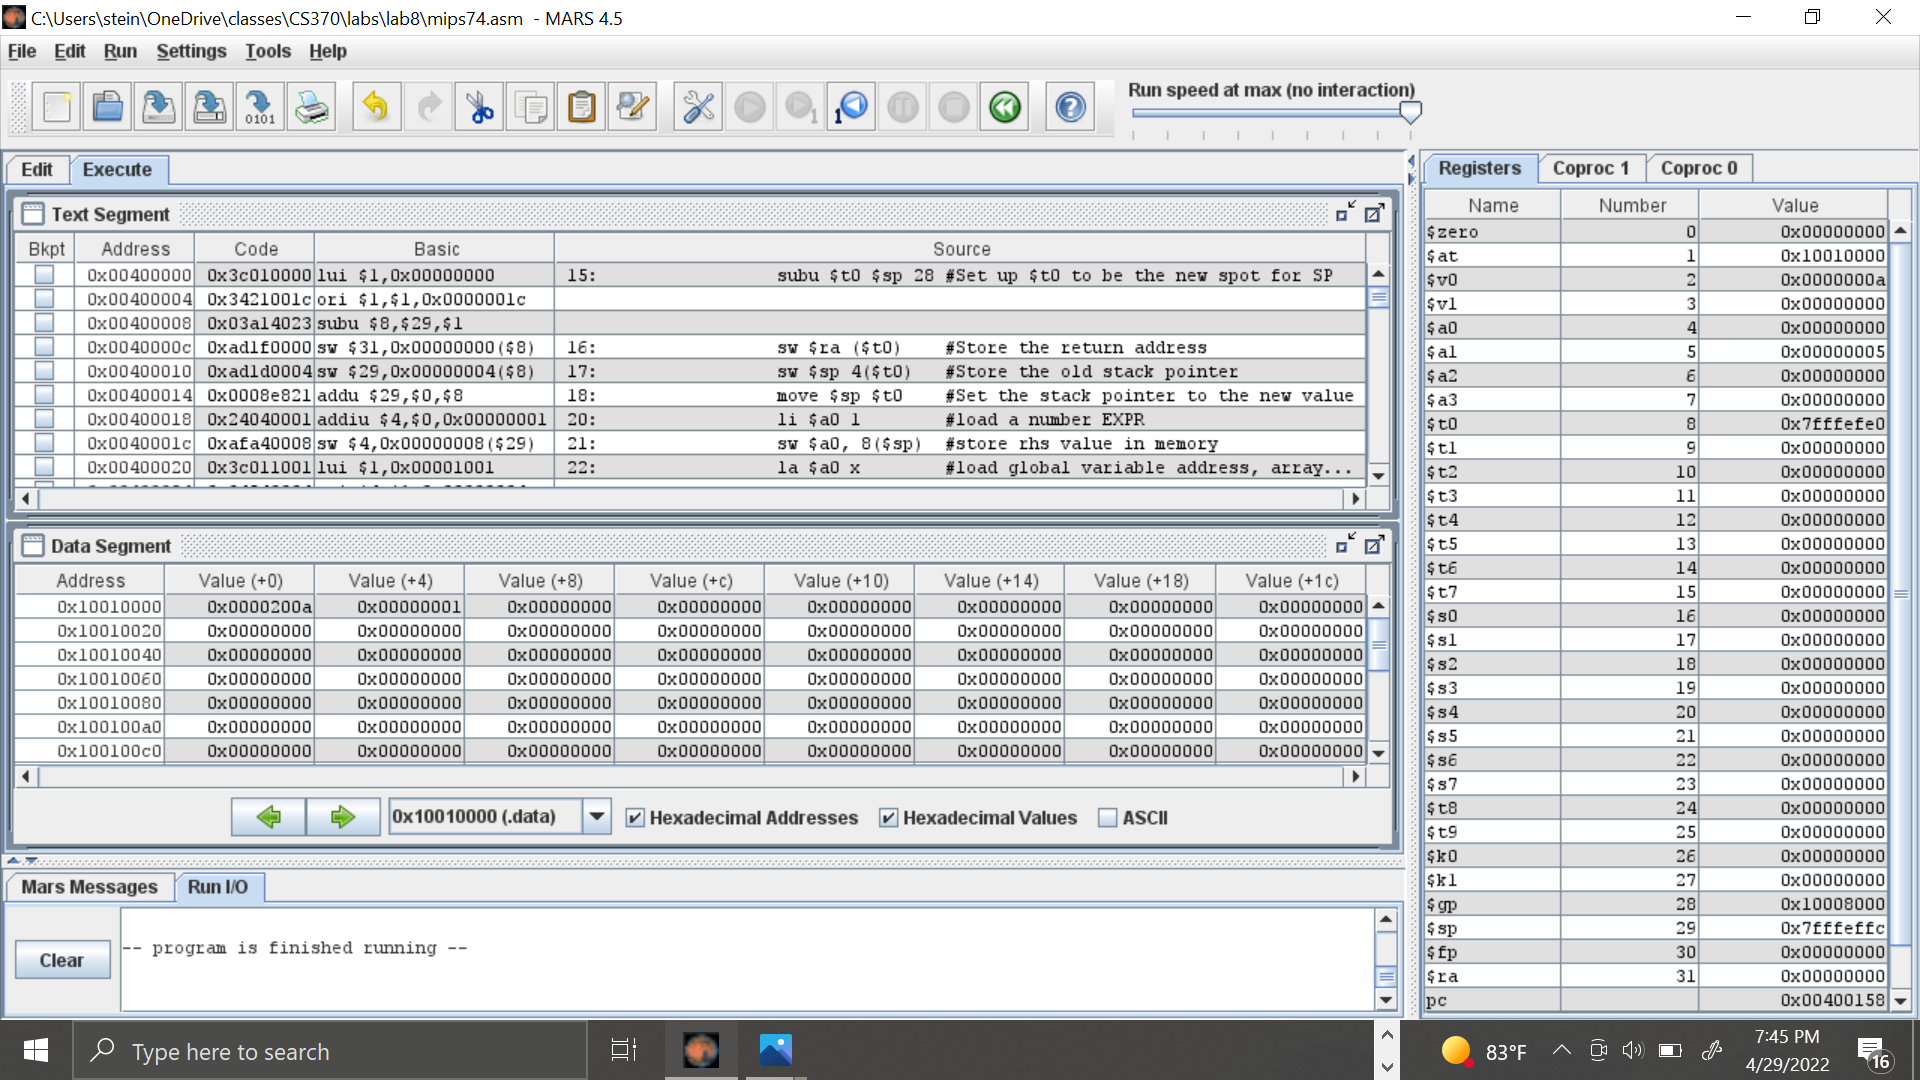 C:\Users\stein\OneDrive\classes\CS370\labs\lab8\mips74.asm - MARS 4.5
File Edit Run Settings Tools Help
Run speed at max (no interaction)
Edit Execute
Text Segment
Bkpt Address Code Basic Source
0x00400000 0x3c010000 lui $1,0x00000000 15: subu $t0 $sp 28 #Set up $t0 to be the new spot for SP
0x00400004 0x3421001c ori $1,$1,0x0000001c
0x00400008 0x03a14023 subu $8,$29,$1
0x0040000c 0xad1f0000 sw $31,0x00000000($8) 16: sw $ra ($t0) #Store the return address
0x00400010 0xad1d0004 sw $29,0x00000004($8) 17: sw $sp 4($t0) #Store the old stack pointer
0x00400014 0x0008e821 addu $29,$0,$8 18: move $sp $t0 #Set the stack pointer to the new value
0x00400018 0x24040001 addiu $4,$0,0x00000001 20: li $a0 1 #load a number EXPR
0x0040001c 0xafa40008 sw $4,0x00000008($29) 21: sw $a0, 8($sp) #store rhs value in memory
0x00400020 0x3c011001 lui $1,0x00001001 22: la $a0 x #load global variable address, array...
Data Segment
Address Value (+0) Value (+4) Value (+8) Value (+c) Value (+10) Value (+14) Value (+18) Value (+1c)
0x10010000 0x0000200a 0x00000001 0x00000000 0x00000000 0x00000000 0x00000000 0x00000000 0x00000000
0x10010020 0x00000000 0x00000000 0x00000000 0x00000000 0x00000000 0x00000000 0x00000000 0x00000000
0x10010040 0x00000000 0x00000000 0x00000000 0x00000000 0x00000000 0x00000000 0x00000000 0x00000000
0x10010060 0x00000000 0x00000000 0x00000000 0x00000000 0x00000000 0x00000000 0x00000000 0x00000000
0x10010080 0x00000000 0x00000000 0x00000000 0x00000000 0x00000000 0x00000000 0x00000000 0x00000000
0x100100a0 0x00000000 0x00000000 0x00000000 0x00000000 0x00000000 0x00000000 0x00000000 0x00000000
0x100100c0 0x00000000 0x00000000 0x00000000 0x00000000 0x00000000 0x00000000 0x00000000 0x00000000
0x10010000 (.data) Hexadecimal Addresses Hexadecimal Values ASCII
Mars Messages Run I/O
Clear
-- program is finished running --
Registers Coproc 1 Coproc 0
Name Number Value
$zero 0 0x00000000
$at 1 0x10010000
$v0 2 0x0000000a
$v1 3 0x00000000
$a0 4 0x00000000
$a1 5 0x00000005
$a2 6 0x00000000
$a3 7 0x00000000
$t0 8 0x7fffefe0
$t1 9 0x00000000
$t2 10 0x00000000
$t3 11 0x00000000
$t4 12 0x00000000
$t5 13 0x00000000
$t6 14 0x00000000
$t7 15 0x00000000
$s0 16 0x00000000
$s1 17 0x00000000
$s2 18 0x00000000
$s3 19 0x00000000
$s4 20 0x00000000
$s5 21 0x00000000
$s6 22 0x00000000
$s7 23 0x00000000
$t8 24 0x00000000
$t9 25 0x00000000
$k0 26 0x00000000
$k1 27 0x00000000
$gp 28 0x10008000
$sp 29 0x7fffeffc
$fp 30 0x00000000
$ra 31 0x00000000
pc 0x00400158
Type here to search
83°F
7:45 PM
4/29/2022
16